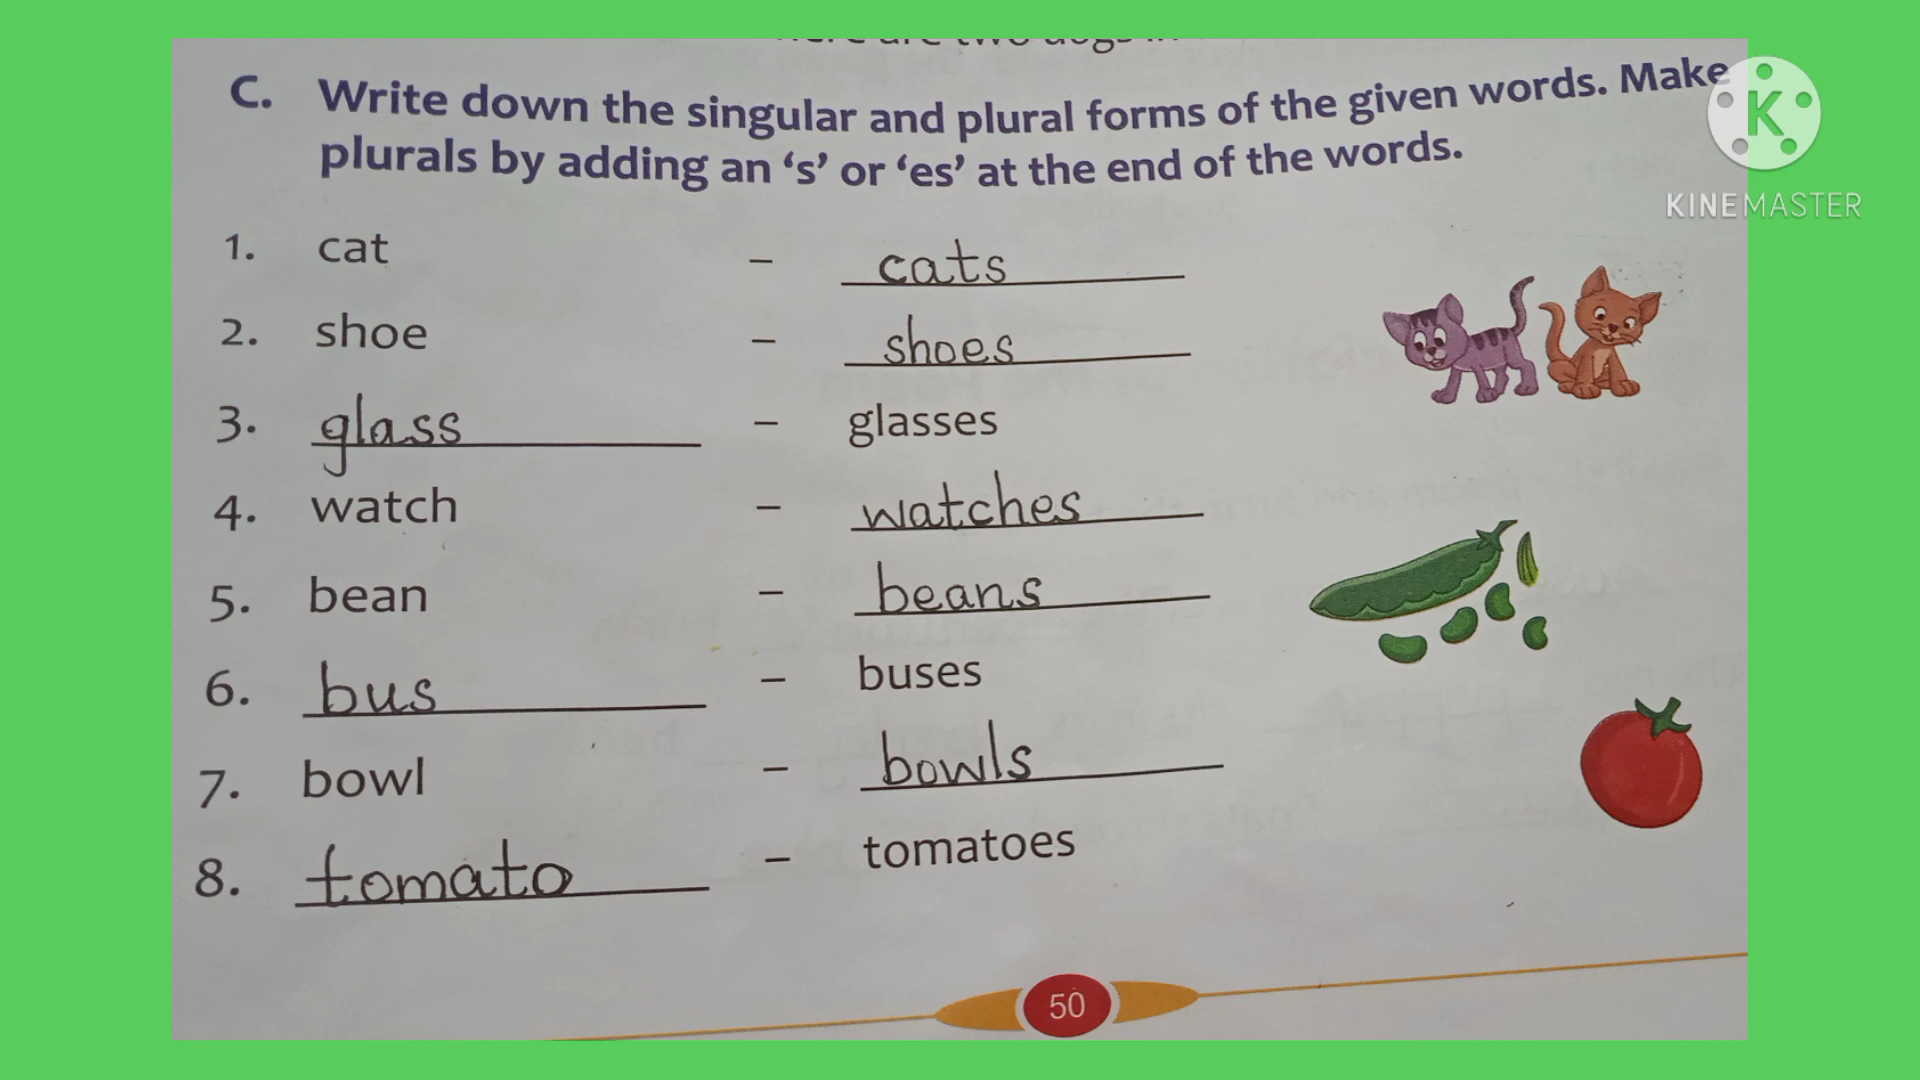 C. Write down the singular and plural forms of the given words. Make
plurals by adding an ‘s’ or ‘es’ at the end of the words.
K
KINEMASTER
1. cat – cats
2. shoe – shoes
3. glass – glasses
4. watch – watches
5. bean – beans
6. bus – buses
7. bowl – bowls
8. tomato – tomatoes
50